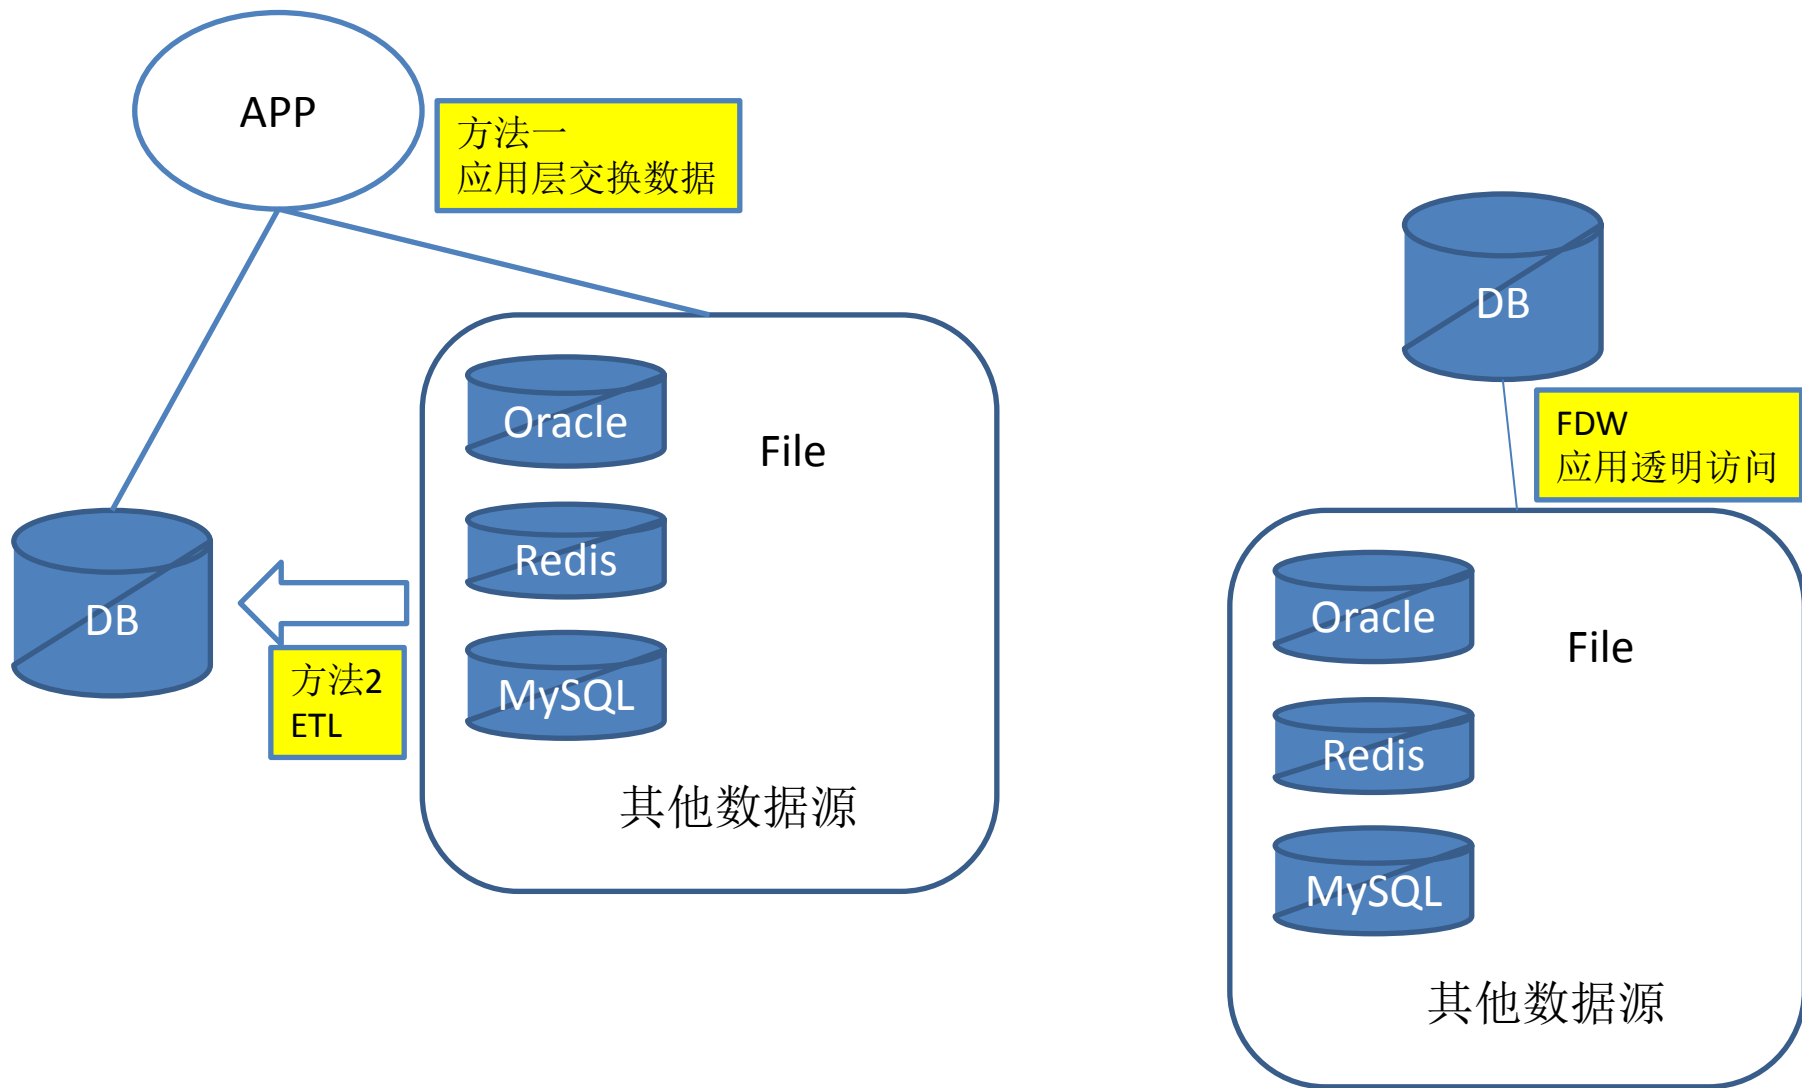 APP
方法一
应用层交换数据
Oracle
File
Redis
MySQL
其他数据源
DB
方法2
ETL
DB
FDW
应用透明访问
Oracle
File
Redis
MySQL
其他数据源